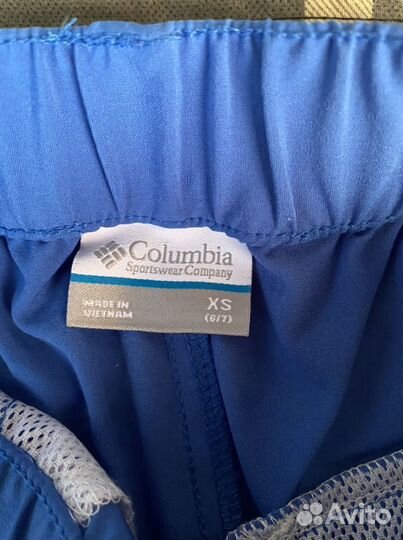 Columbia
Sportswear Company
MADE IN
VIETNAM
XS
(6/7)
Avito